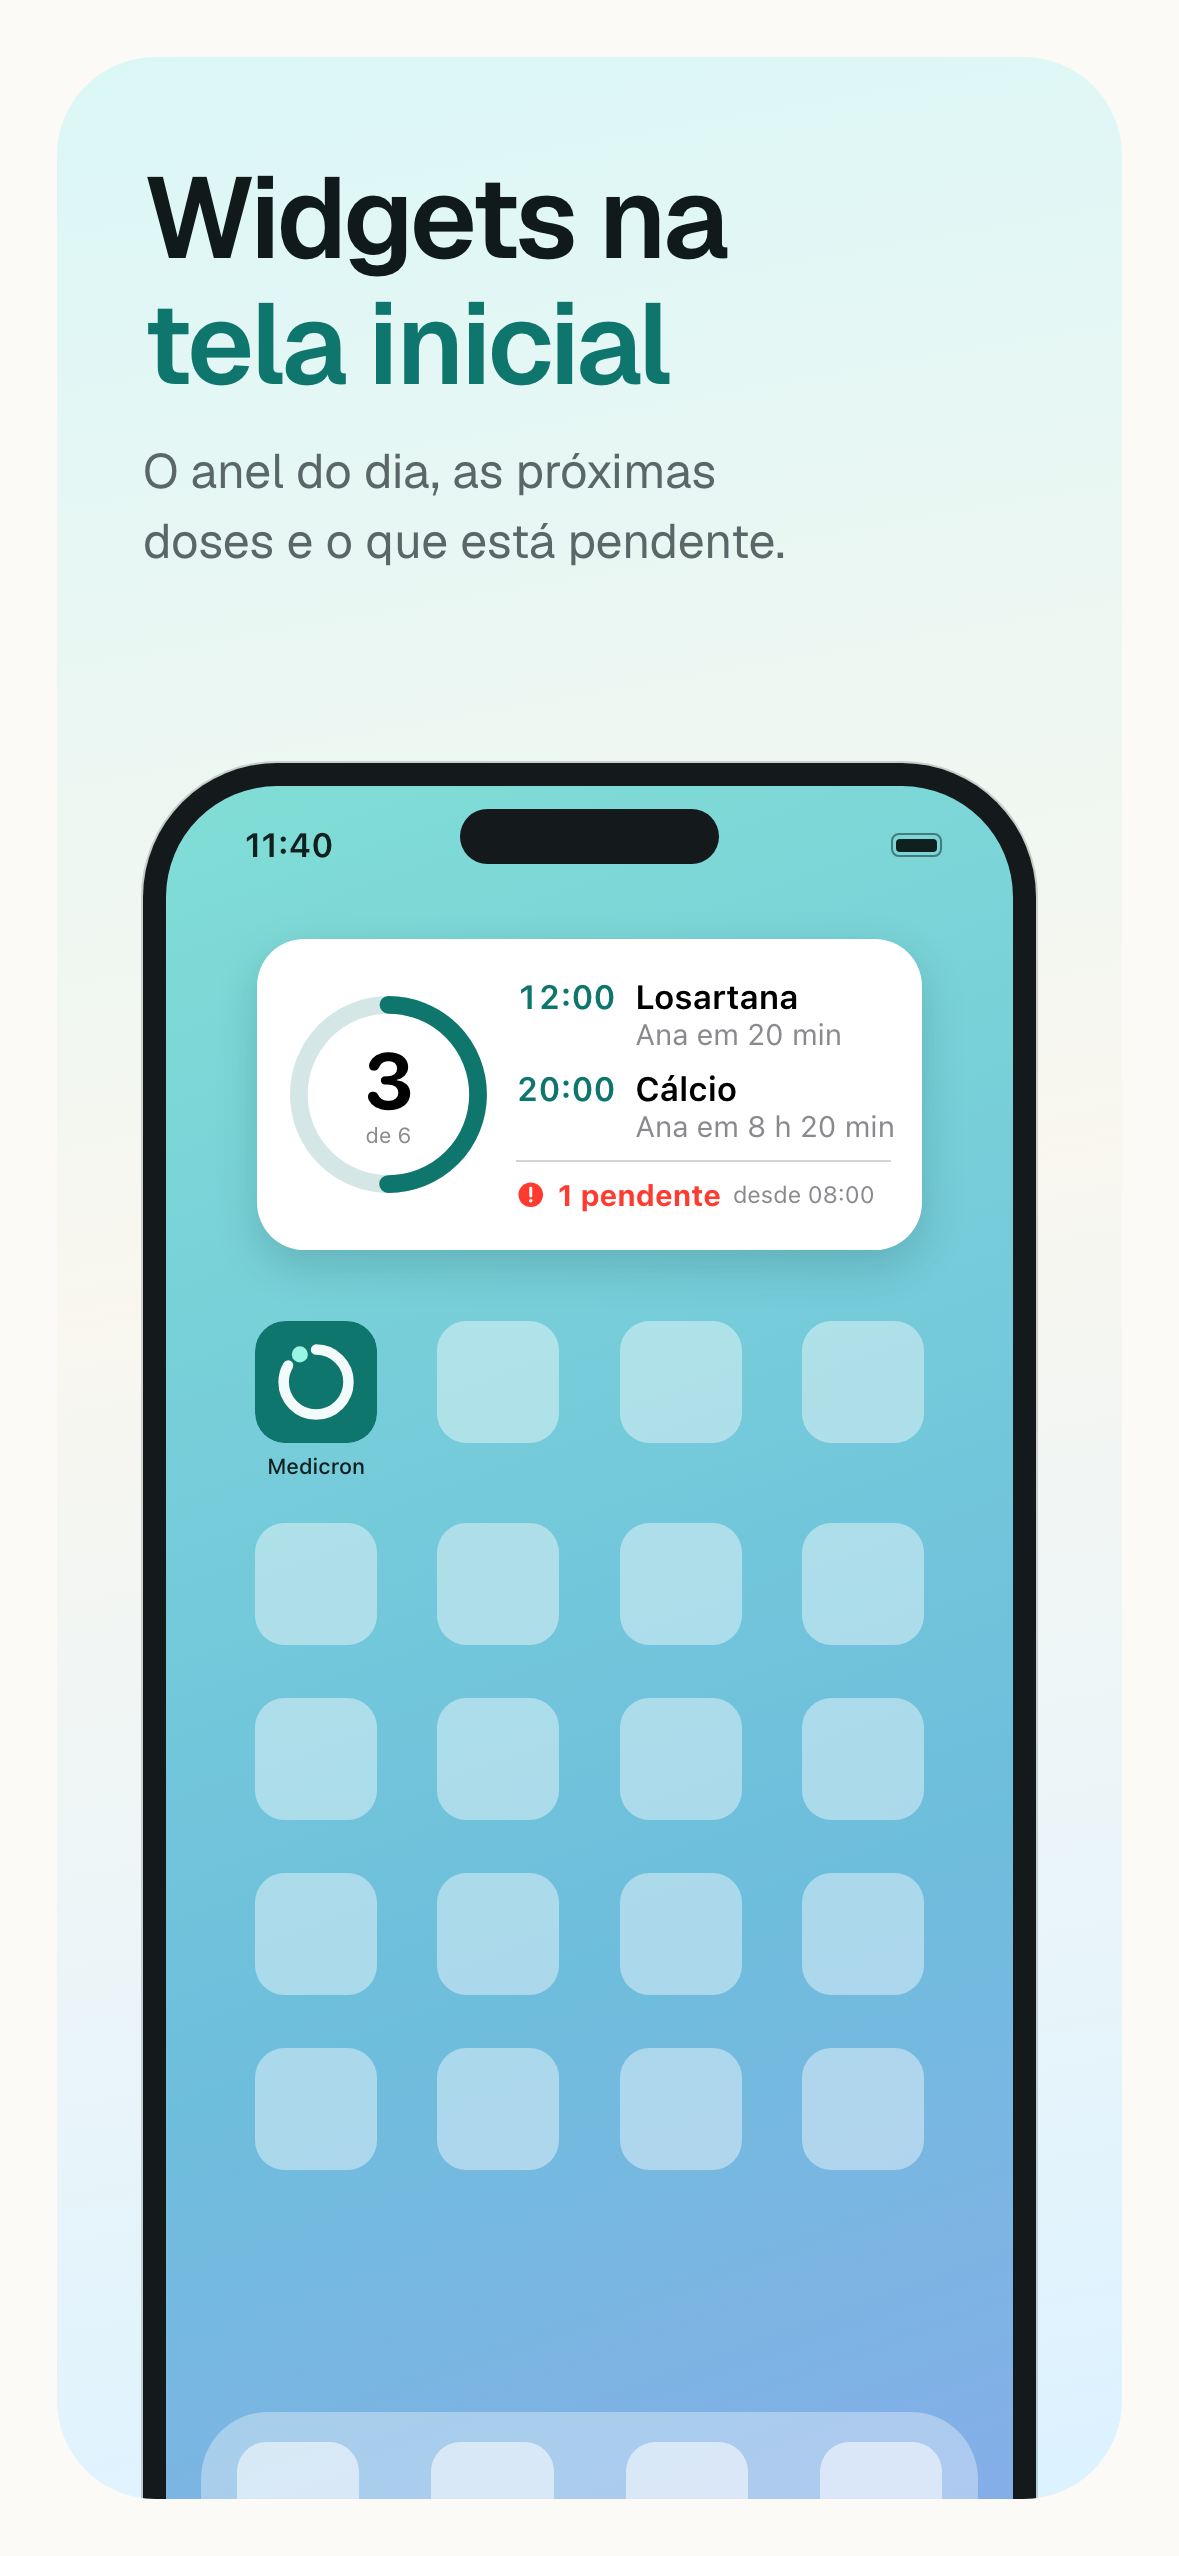 Widgets na
tela inicial
O anel do dia, as próximas
doses e o que está pendente.
11:40
3
de 6
12:00 Losartana
Ana em 20 min
20:00 Cálcio
Ana em 8 h 20 min
1 pendente desde 08:00
Medicron